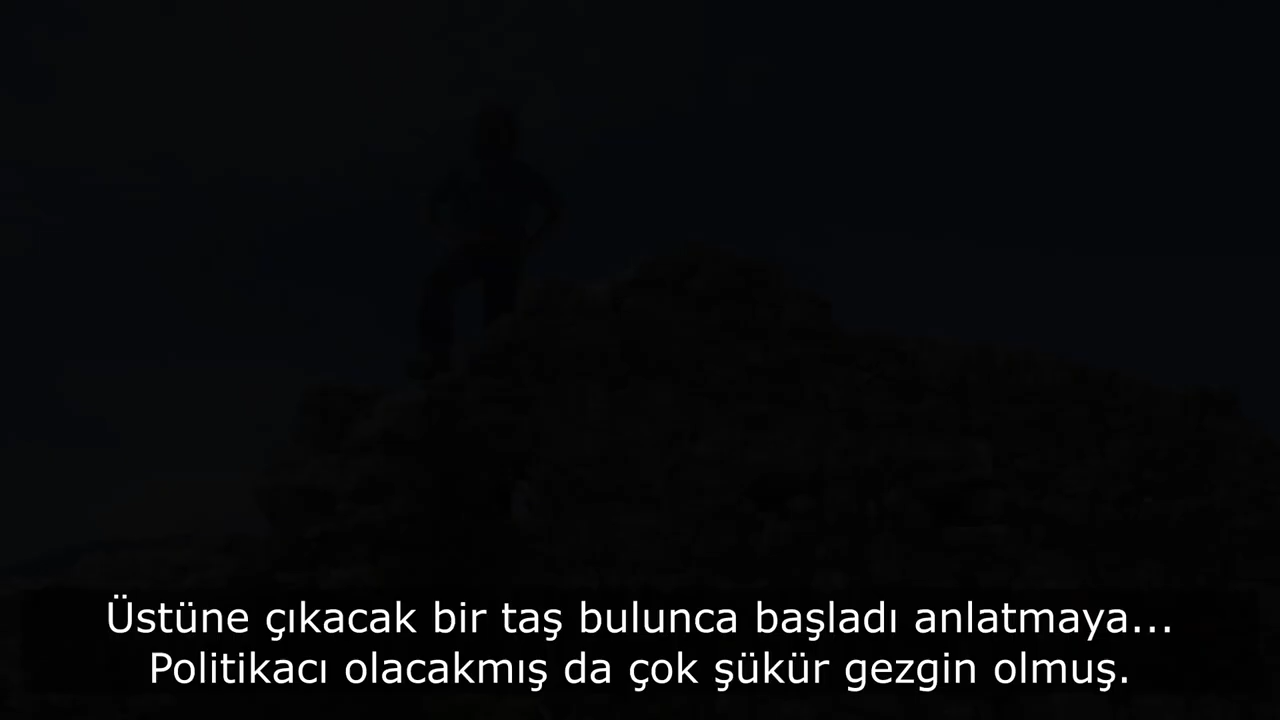 Üstüne çıkacak bir taş bulunca başladı anlatmaya...
Politikacı olacakmış da çok şükür gezgin olmuş.